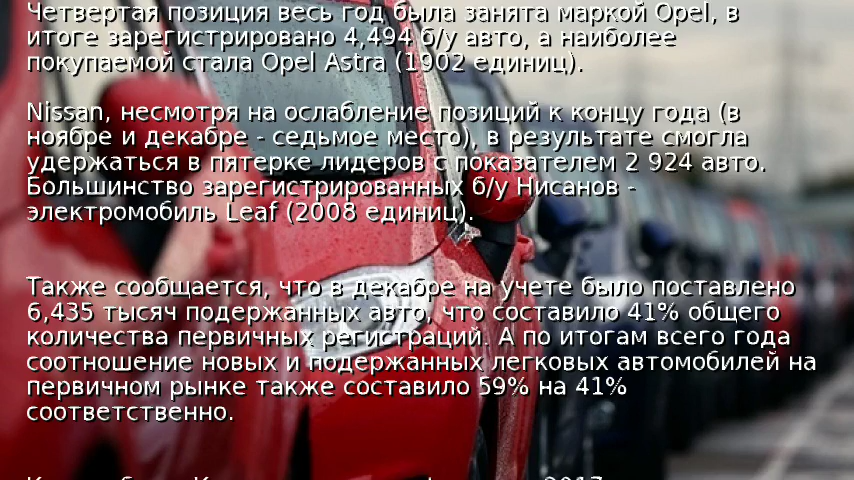 Четвертая позиция весь год была занята маркой Opel, в
итоге зарегистрировано 4,494 б/у авто, а наиболее
покупаемой стала Opel Astra (1902 единиц).
Nissan, несмотря на ослабление позиций к концу года (в
ноябре и декабре - седьмое место), в результате смогла
удержаться в пятерке лидеров с показателем 2 924 авто.
Большинство зарегистрированных б/у Нисанов -
электромобиль Leaf (2008 единиц).
Также сообщается, что в декабре на учете было поставлено
6,435 тысяч подержанных авто, что составило 41% общего
количества первичных регистраций. А по итогам всего года
соотношение новых и подержанных легковых автомобилей на
первичном рынке также составило 59% на 41%
соответственно.